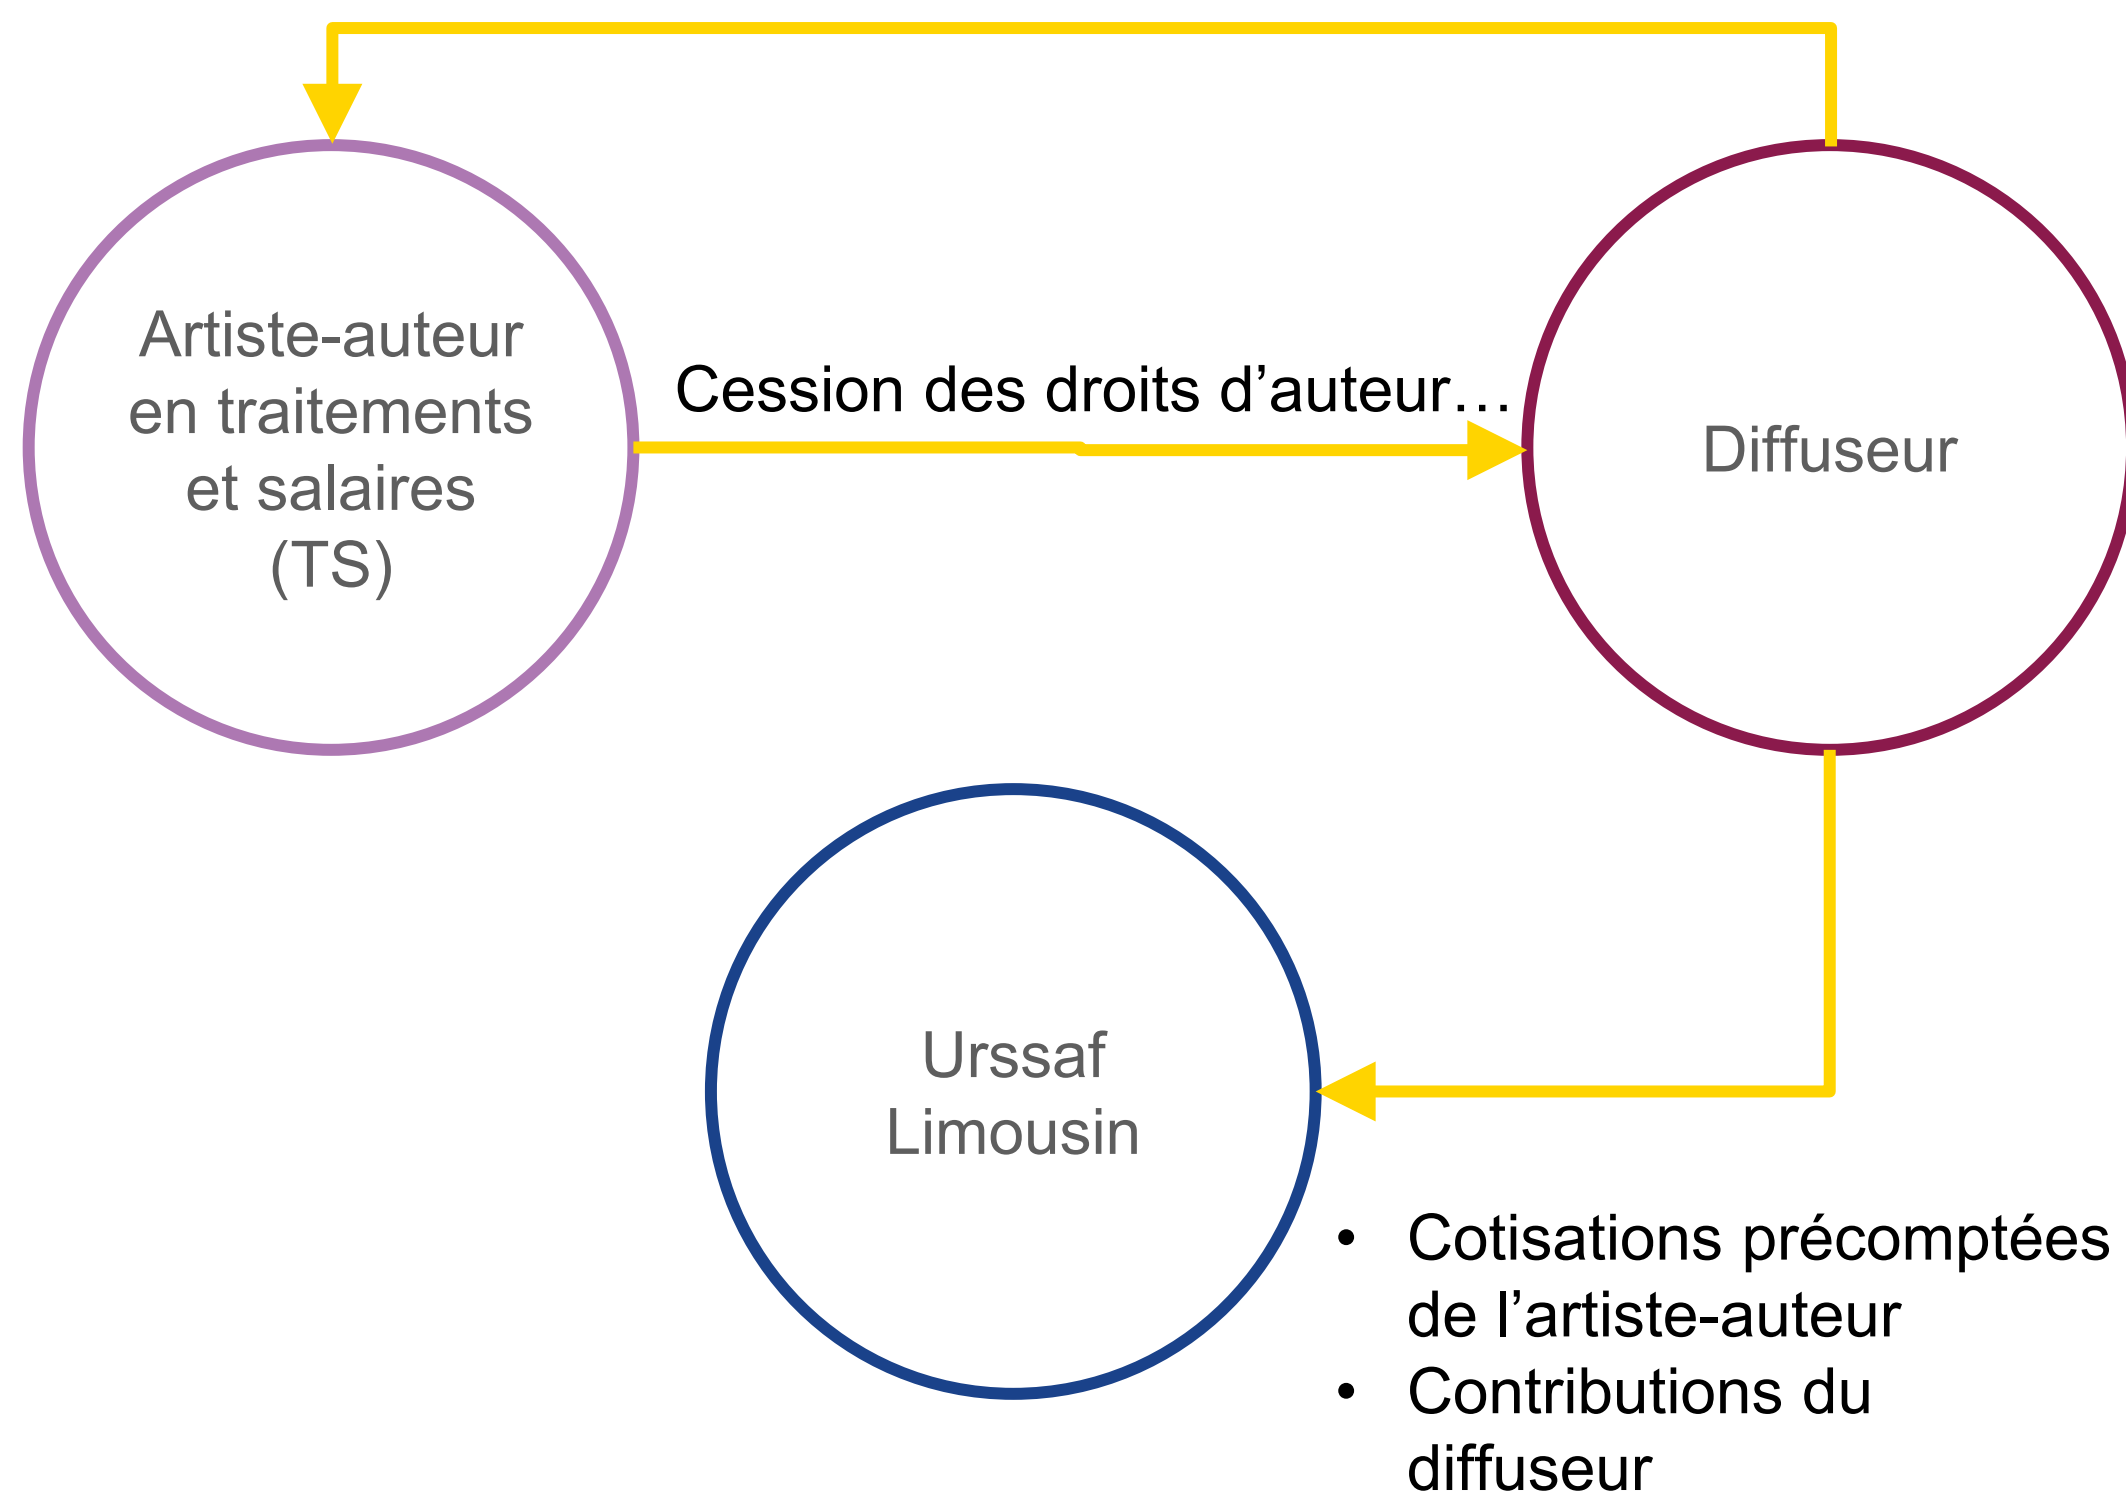 Artiste-auteur
en traitements
et salaires
(TS)
Cession des droits d’auteur…
Diffuseur
Urssaf
Limousin
• Cotisations précomptées
de l’artiste-auteur
• Contributions du
diffuseur